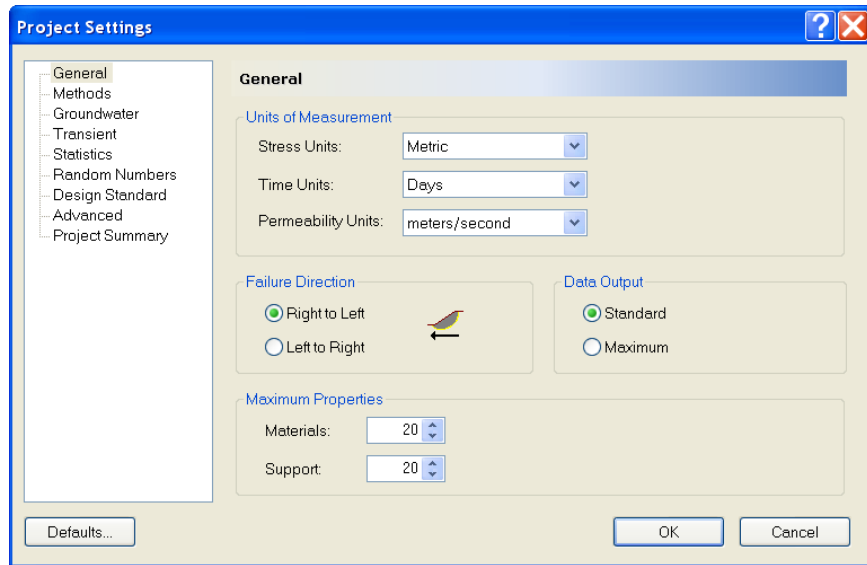 Project Settings
General
Methods
Groundwater
Transient
Statistics
Random Numbers
Design Standard
Advanced
Project Summary
General
Units of Measurement
Stress Units: Metric
Time Units: Days
Permeability Units: meters/second
Failure Direction
Right to Left
Left to Right
Data Output
Standard
Maximum
Maximum Properties
Materials: 20
Support: 20
Defaults... OK Cancel